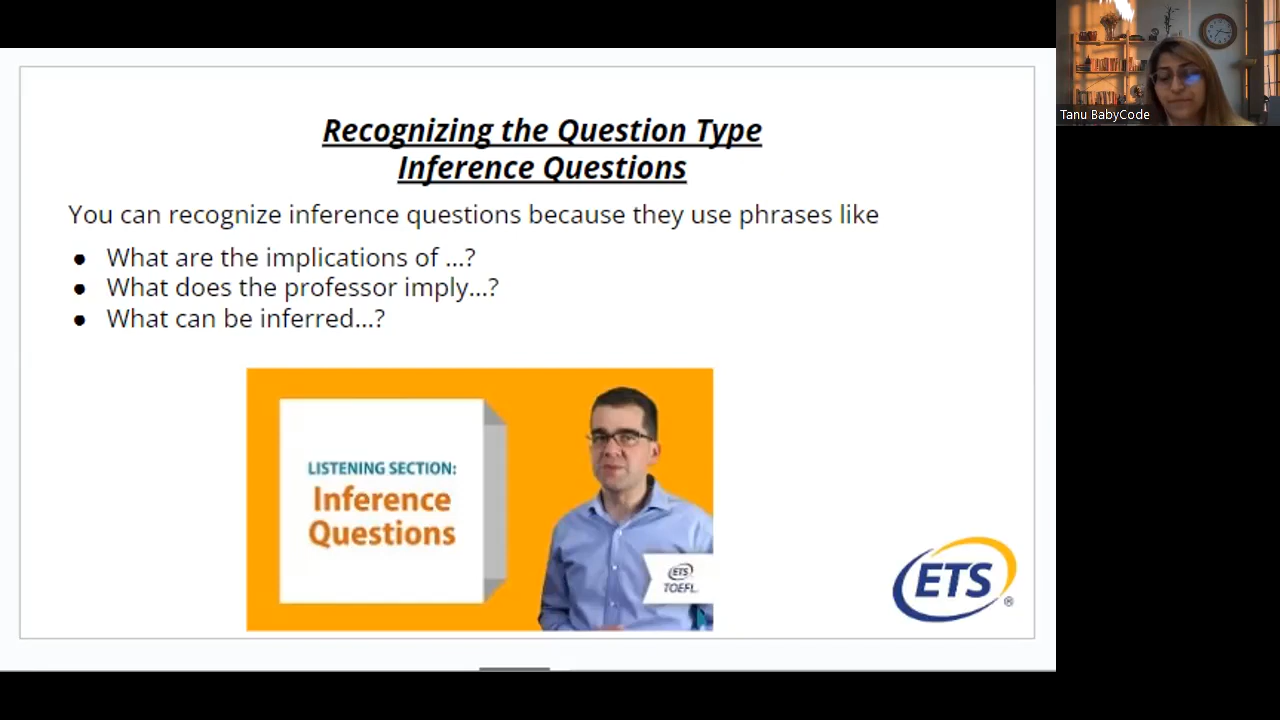 Recognizing the Question Type
Inference Questions
You can recognize inference questions because they use phrases like
● What are the implications of ...?
● What does the professor imply...?
● What can be inferred...?
LISTENING SECTION:
Inference
Questions
ETS
TOEFL
ETS®
Tanu BabyCode